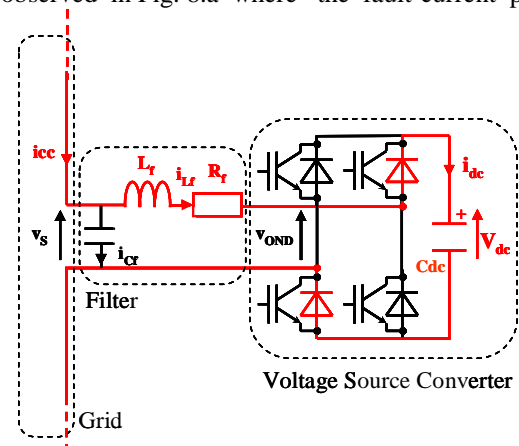 observed in Fig. 8.a where the fault current p
icc
Lf
iLf
Rf
idc
vS
iCf
vOND
+
Vdc
Cdc
Filter
Voltage Source Converter
Grid